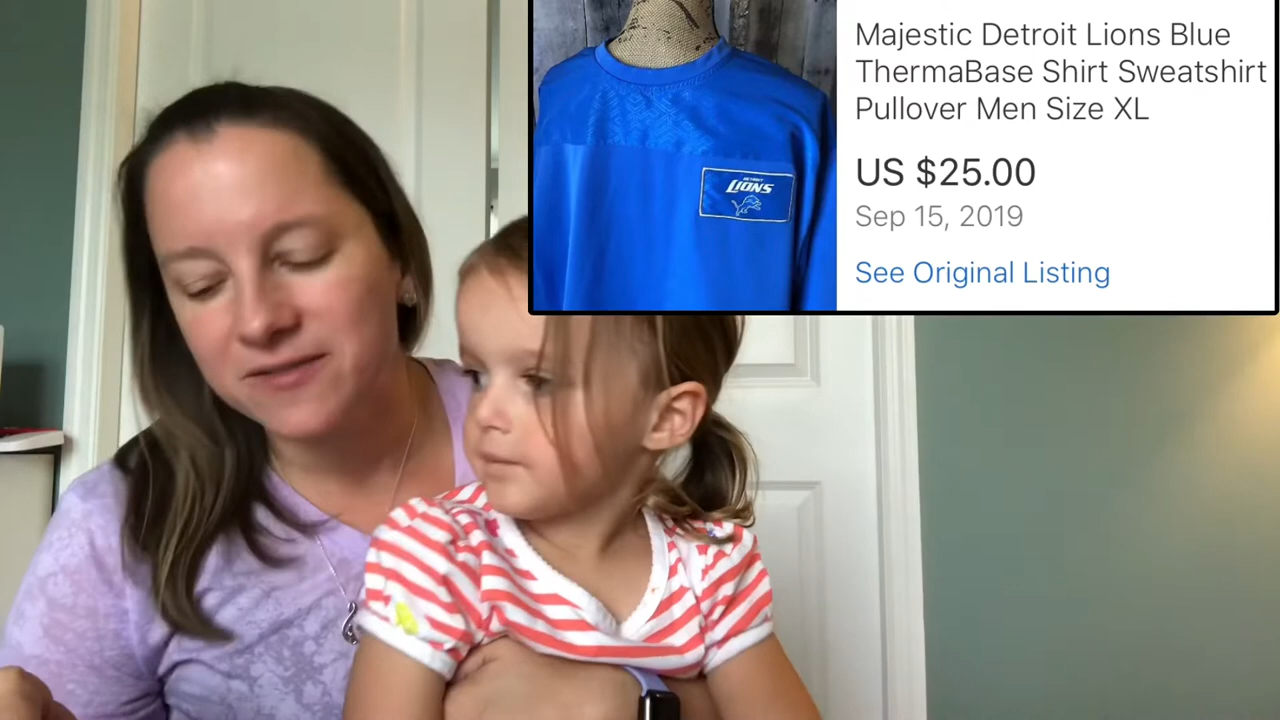 Majestic Detroit Lions Blue
ThermaBase Shirt Sweatshirt
Pullover Men Size XL
US $25.00
Sep 15, 2019
See Original Listing
DETROIT
LIONS